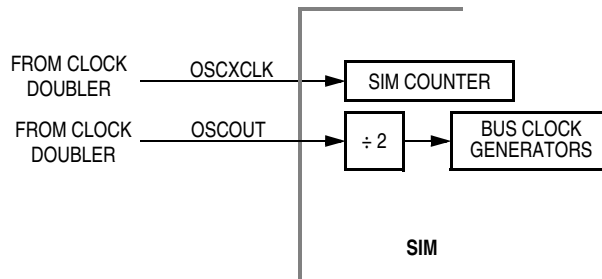 FROM CLOCK
DOUBLER
OSCXCLK
SIM COUNTER
FROM CLOCK
DOUBLER
OSCOUT
÷ 2
BUS CLOCK
GENERATORS
SIM